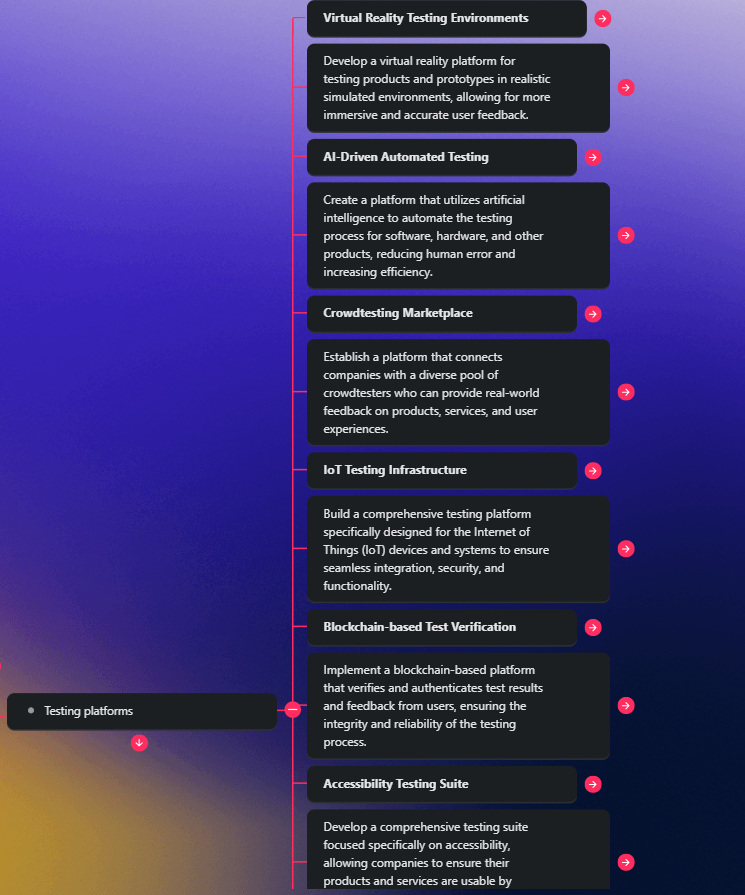 Virtual Reality Testing Environments
Develop a virtual reality platform for
testing products and prototypes in realistic
simulated environments, allowing for more
immersive and accurate user feedback.
AI-Driven Automated Testing
Create a platform that utilizes artificial
intelligence to automate the testing
process for software, hardware, and other
products, reducing human error and
increasing efficiency.
Crowdtesting Marketplace
Establish a platform that connects
companies with a diverse pool of
crowdtesters who can provide real-world
feedback on products, services, and user
experiences.
IoT Testing Infrastructure
Build a comprehensive testing platform
specifically designed for the Internet of
Things (IoT) devices and systems to ensure
seamless integration, security, and
functionality.
Blockchain-based Test Verification
Implement a blockchain-based platform
that verifies and authenticates test results
and feedback from users, ensuring the
integrity and reliability of the testing
process.
Testing platforms
Accessibility Testing Suite
Develop a comprehensive testing suite
focused specifically on accessibility,
allowing companies to ensure their
products and services are usable by